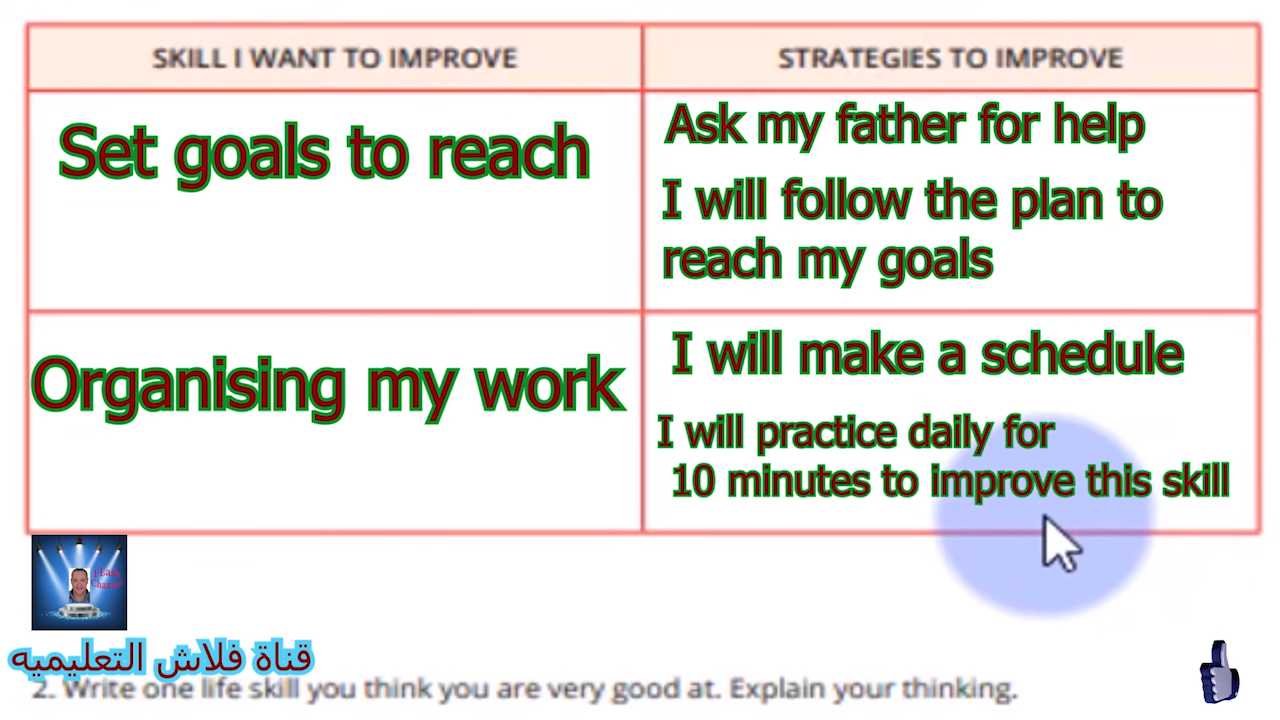 SKILL I WANT TO IMPROVE
STRATEGIES TO IMPROVE
Set goals to reach
Ask my father for help
I will follow the plan to
reach my goals
Organising my work
I will make a schedule
I will practice daily for
10 minutes to improve this skill
قناة فلاش التعليميه
2. Write one life skill you think you are very good at. Explain your thinking.